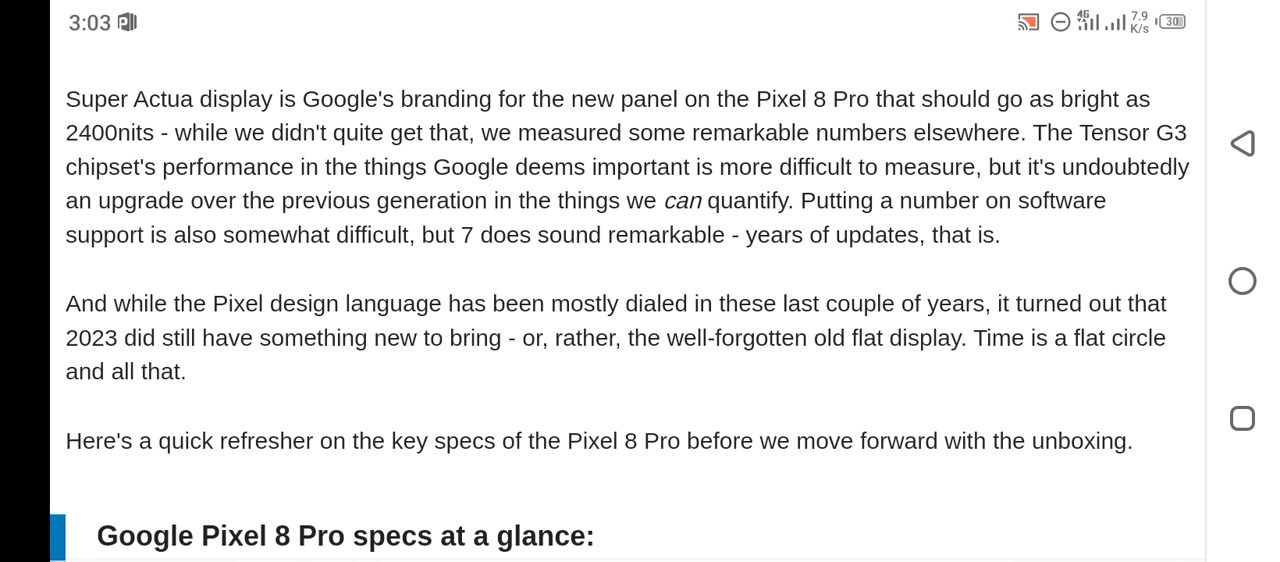 3:03
4G 7.9 K/s 30
Super Actua display is Google's branding for the new panel on the Pixel 8 Pro that should go as bright as
2400nits - while we didn't quite get that, we measured some remarkable numbers elsewhere. The Tensor G3
chipset's performance in the things Google deems important is more difficult to measure, but it's undoubtedly
an upgrade over the previous generation in the things we can quantify. Putting a number on software
support is also somewhat difficult, but 7 does sound remarkable - years of updates, that is.
And while the Pixel design language has been mostly dialed in these last couple of years, it turned out that
2023 did still have something new to bring - or, rather, the well-forgotten old flat display. Time is a flat circle
and all that.
Here's a quick refresher on the key specs of the Pixel 8 Pro before we move forward with the unboxing.
Google Pixel 8 Pro specs at a glance: